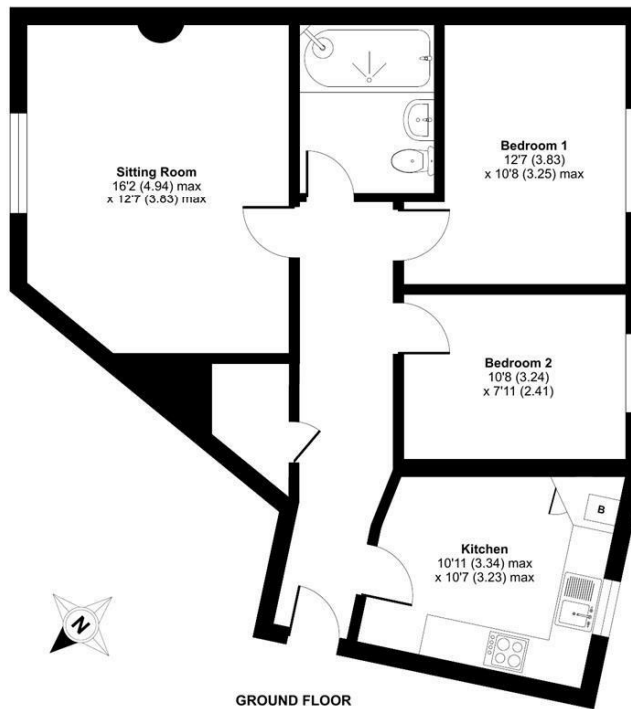 Sitting Room
16'2 (4.94) max
x 12'7 (3.83) max
Bedroom 1
12'7 (3.83)
x 10'8 (3.25) max
Bedroom 2
10'8 (3.24)
x 7'11 (2.41)
B
Kitchen
10'11 (3.34) max
x 10'7 (3.23) max
N
GROUND FLOOR